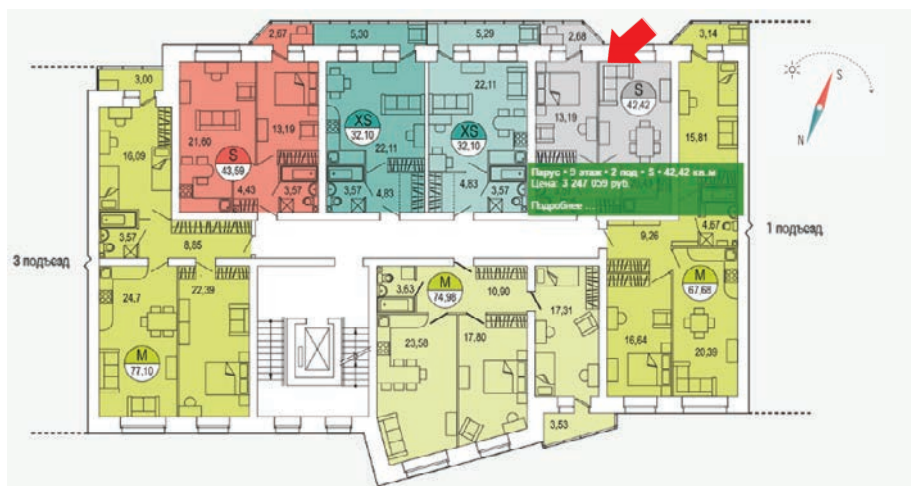 2,67
5,30
5,29
2,68
3,14
3,00
S
N
21,60
13,19
S
43,59
4,43
3,57
XS
32,10
22,11
3,57
4,83
22,11
XS
32,10
4,83
3,57
13,19
S
42,42
15,81
16,09
Парус • 9 этаж • 2 под • S • 42,42 кв.м
Цена: 3 247 059 руб.
Подробнее ...
4,67
1 подъезд
3,57
8,85
9,26
3 подъезд
24,7
22,39
M
77,10
3,63
M
74,98
10,90
17,31
23,58
17,80
16,64
M
67,68
20,39
3,53